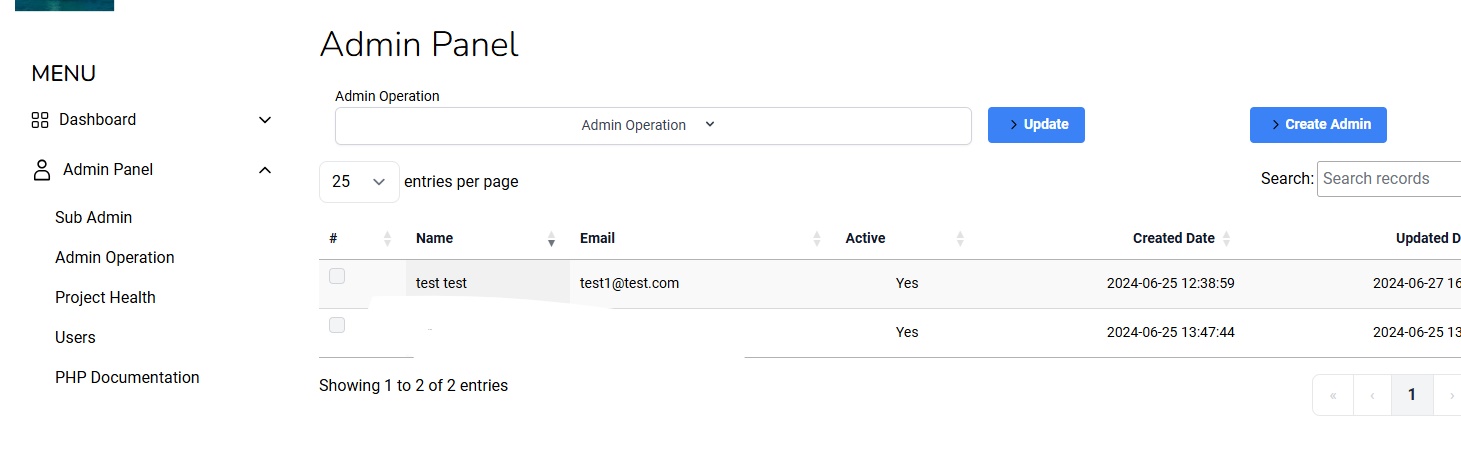 Admin Panel
MENU
Admin Operation
Dashboard
Admin Operation
Update
Create Admin
Admin Panel
25 entries per page
Search: Search records
Sub Admin
# Name Email Active Created Date Updated D
Admin Operation
test test test1@test.com Yes 2024-06-25 12:38:59 2024-06-27 16
Project Health
Users
Yes 2024-06-25 13:47:44 2024-06-25 13
PHP Documentation
Showing 1 to 2 of 2 entries
« ‹ 1 ›